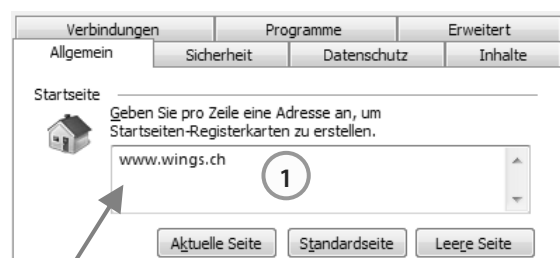 Verbindungen Programme Erweitert
Allgemein Sicherheit Datenschutz Inhalte
Startseite
Geben Sie pro Zeile eine Adresse an, um
Startseiten-Registerkarten zu erstellen.
www.wings.ch
1
Aktuelle Seite Standardseite Leere Seite